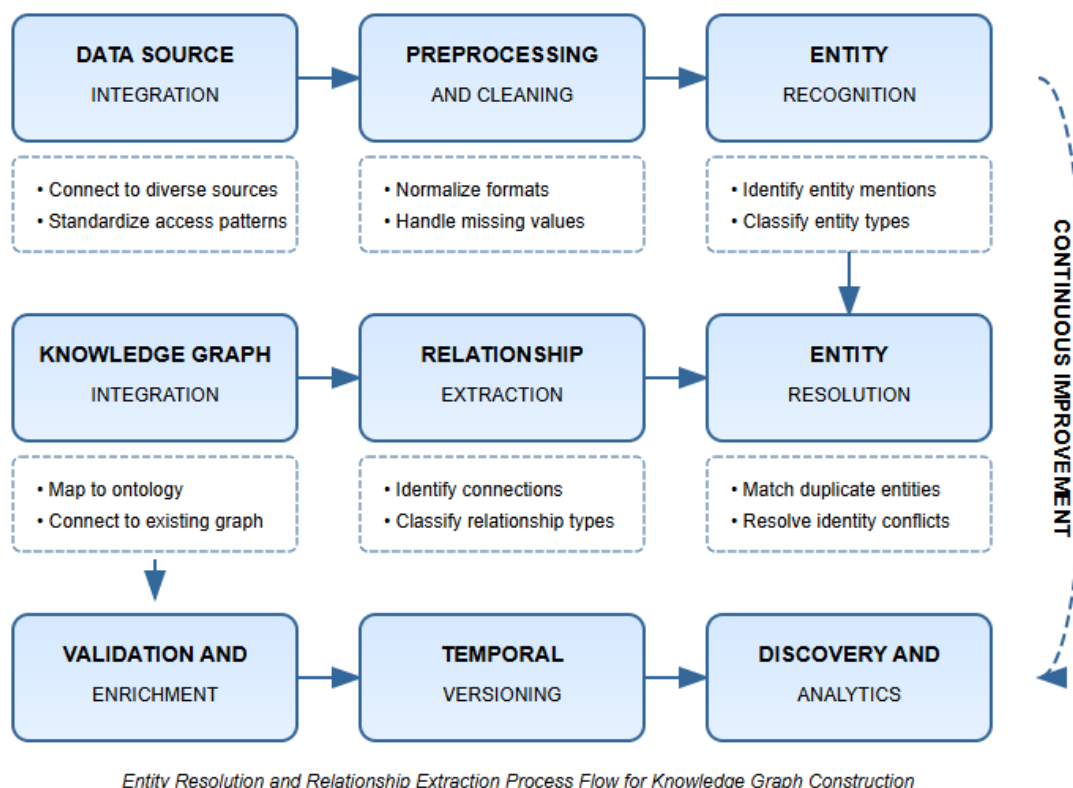 DATA SOURCE
INTEGRATION
PREPROCESSING
AND CLEANING
ENTITY
RECOGNITION
• Connect to diverse sources
• Standardize access patterns
• Normalize formats
• Handle missing values
• Identify entity mentions
• Classify entity types
KNOWLEDGE GRAPH
INTEGRATION
RELATIONSHIP
EXTRACTION
ENTITY
RESOLUTION
• Map to ontology
• Connect to existing graph
• Identify connections
• Classify relationship types
• Match duplicate entities
• Resolve identity conflicts
VALIDATION AND
ENRICHMENT
TEMPORAL
VERSIONING
DISCOVERY AND
ANALYTICS
CONTINUOUS IMPROVEMENT
Entity Resolution and Relationship Extraction Process Flow for Knowledge Graph Construction